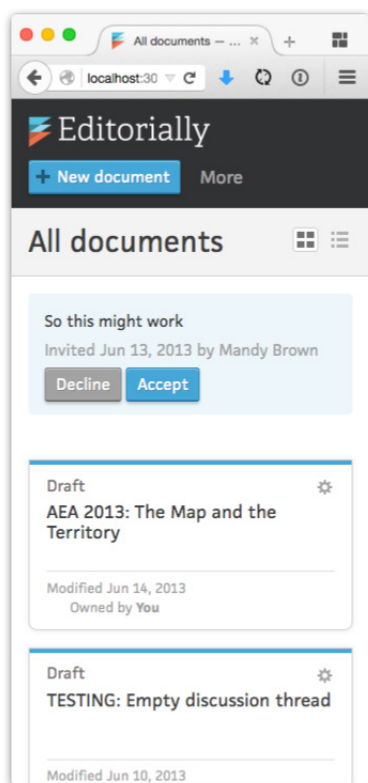 All documents — ...
localhost:30
Editorially
+ New document More
All documents
So this might work
Invited Jun 13, 2013 by Mandy Brown
Decline Accept
Draft
AEA 2013: The Map and the
Territory
Modified Jun 14, 2013
Owned by You
Draft
TESTING: Empty discussion thread
Modified Jun 10, 2013